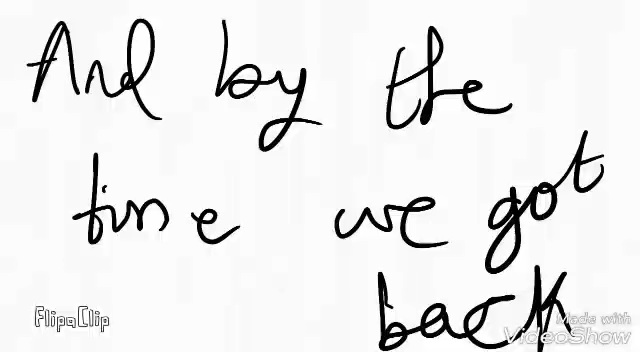 And by the
time we got
back
FlipaClip
Made with
VideoShow